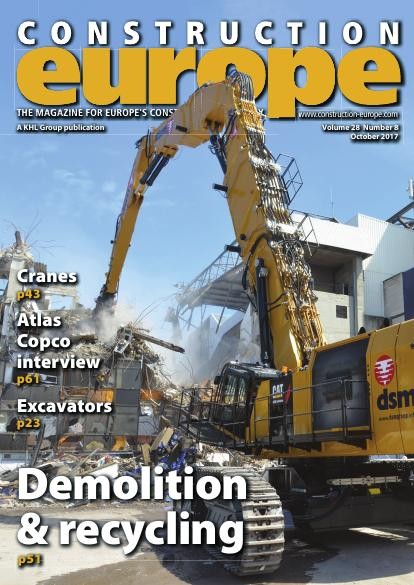 CONSTRUCTION
europe
THE MAGAZINE FOR EUROPE'S CONST
www.construction-europe.com
A KHL Group publication
Volume 28 Number 8
October 2017
Cranes
p43
Atlas
Copco
interview
p61
Excavators
p23
CAT
dsm
Demolition
& recycling
p51